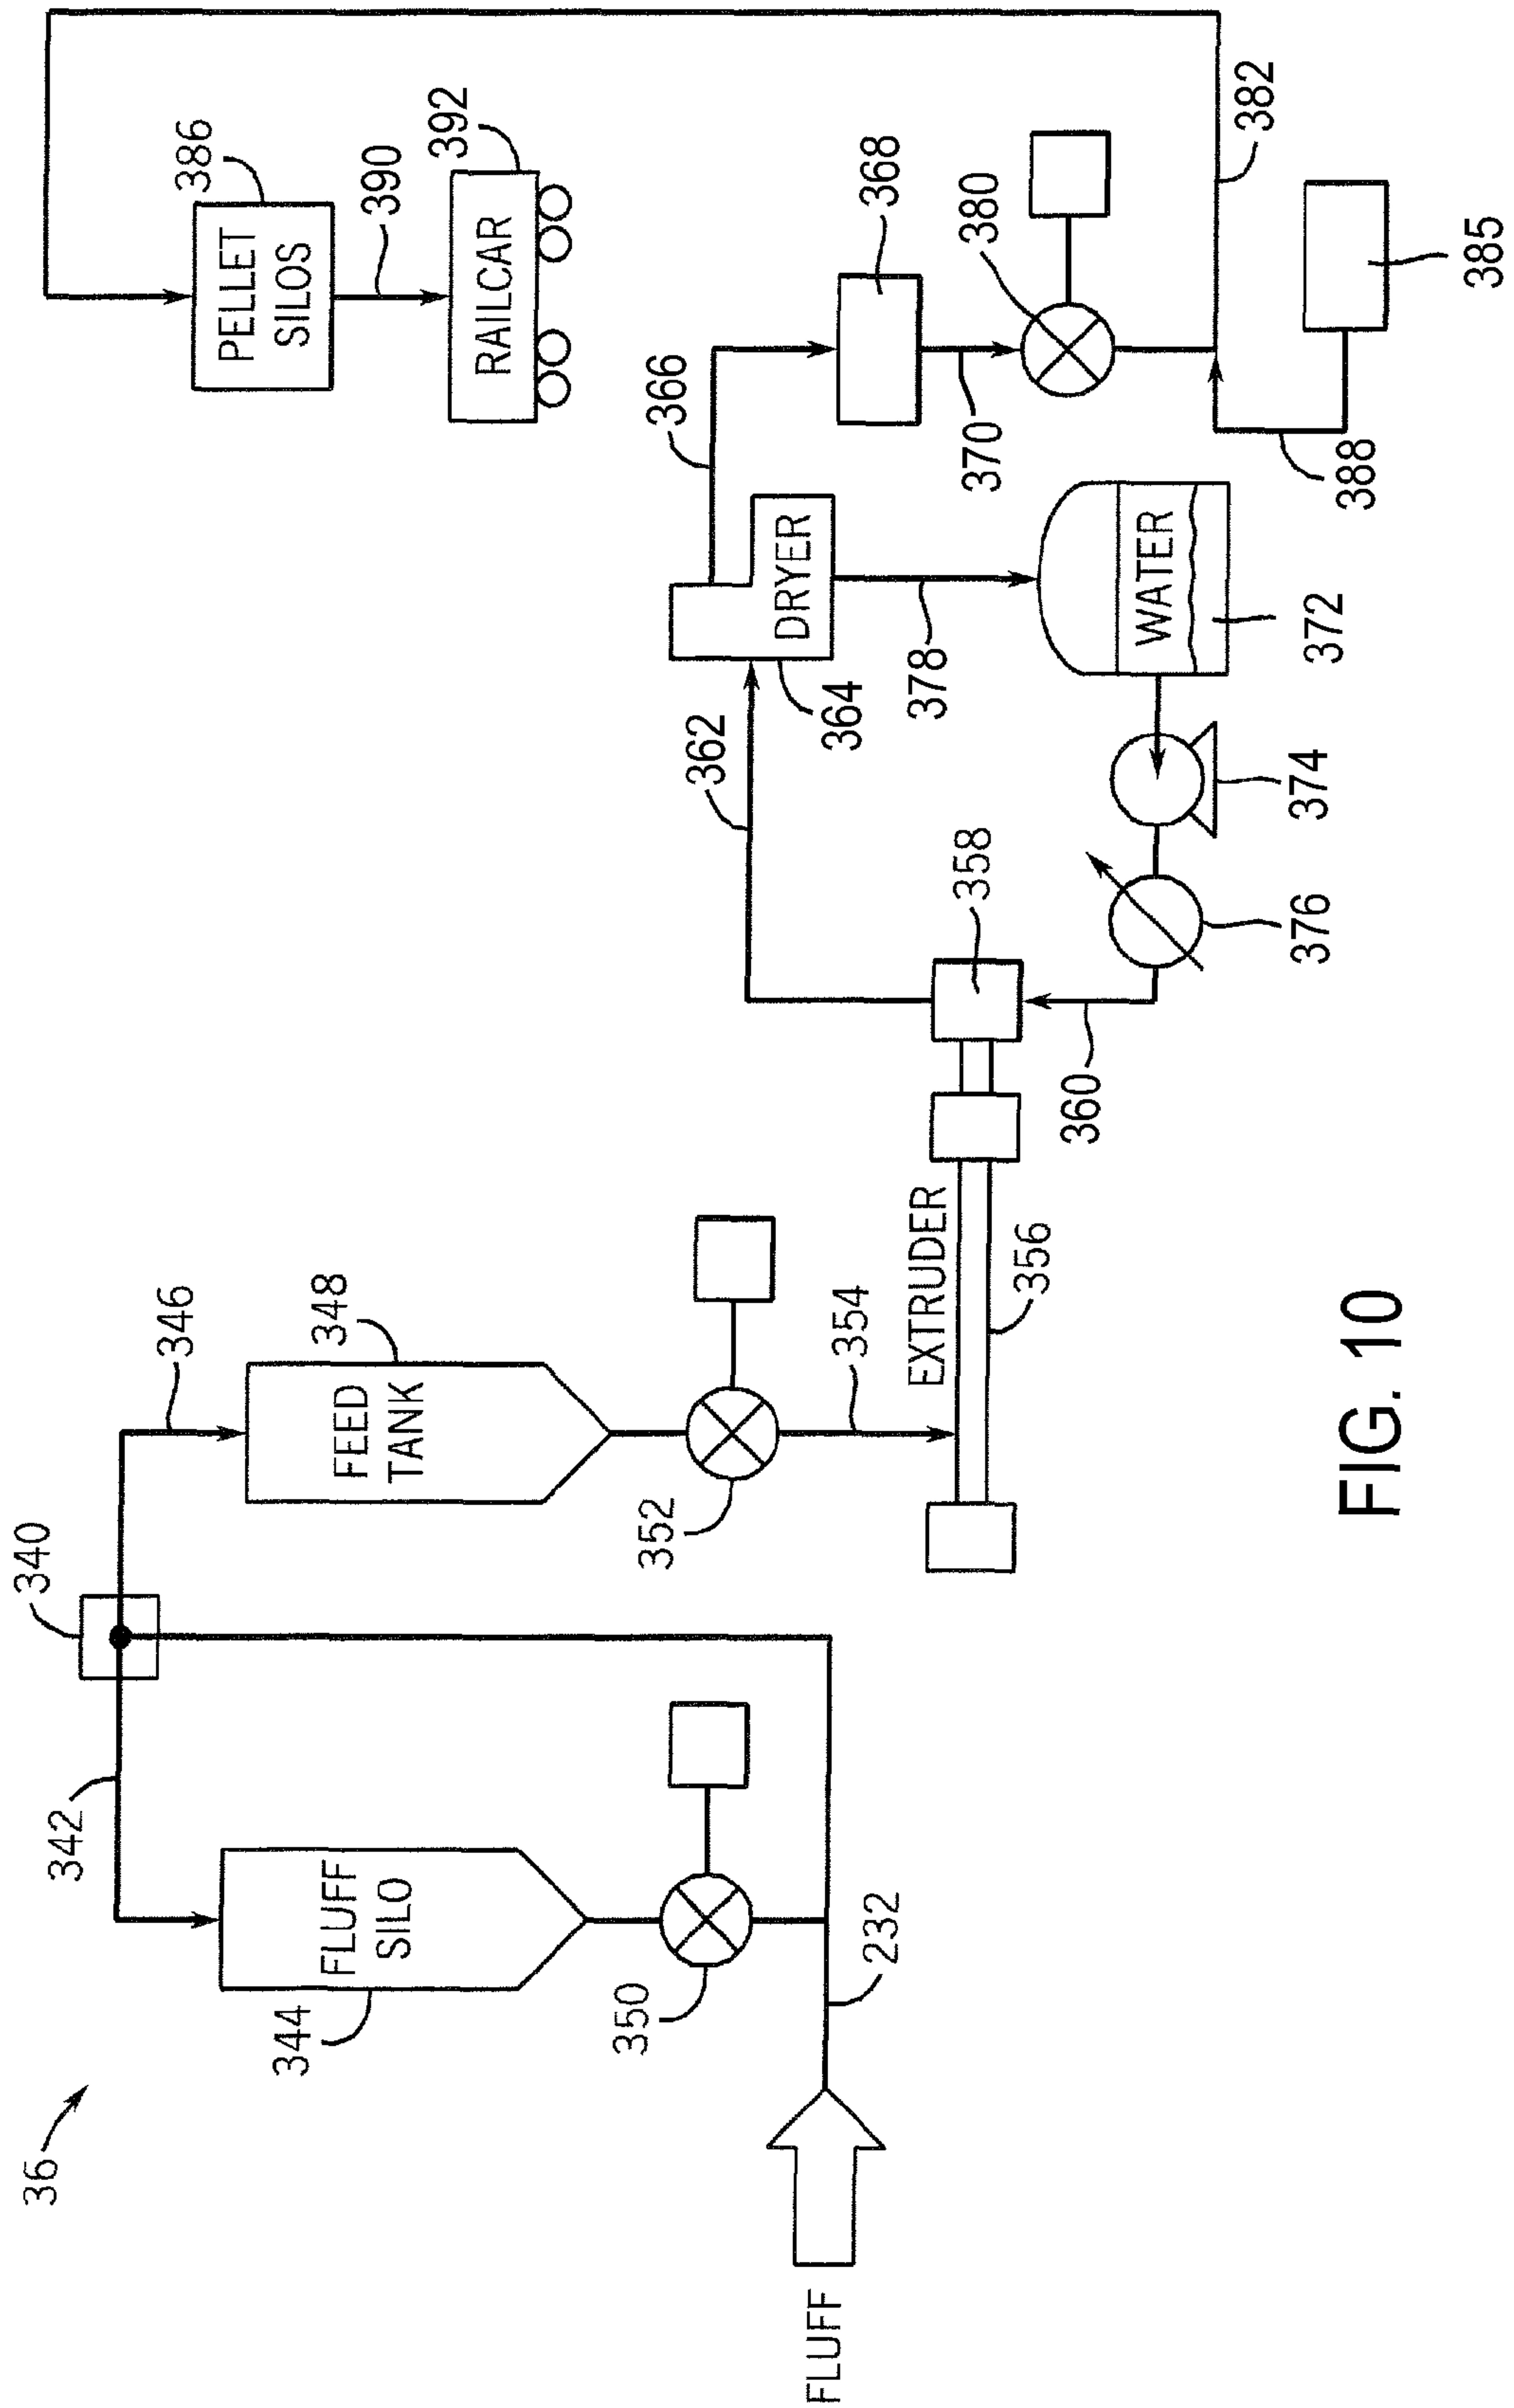 36
FLUFF
232
344
FLUFF
SILO
350
342
340
346
348
FEED
TANK
352
354
EXTRUDER
356
358
360
362
364
DRYER
366
368
370
378
WATER
372
374
376
380
382
385
388
PELLET
SILOS
386
390
RAILCAR
392
FIG. 10